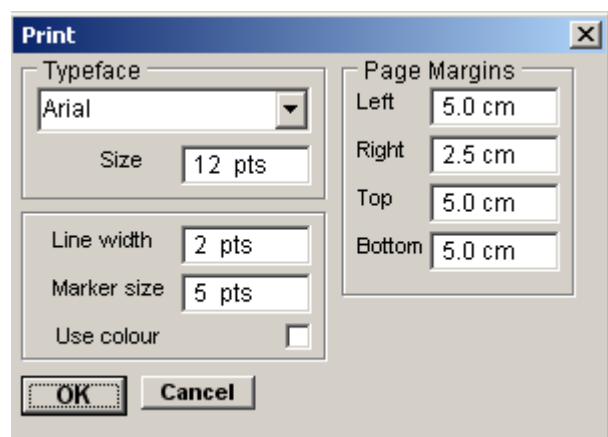 Print
Typeface
Arial
Size 12 pts
Line width 2 pts
Marker size 5 pts
Use colour
Page Margins
Left 5.0 cm
Right 2.5 cm
Top 5.0 cm
Bottom 5.0 cm
OK Cancel